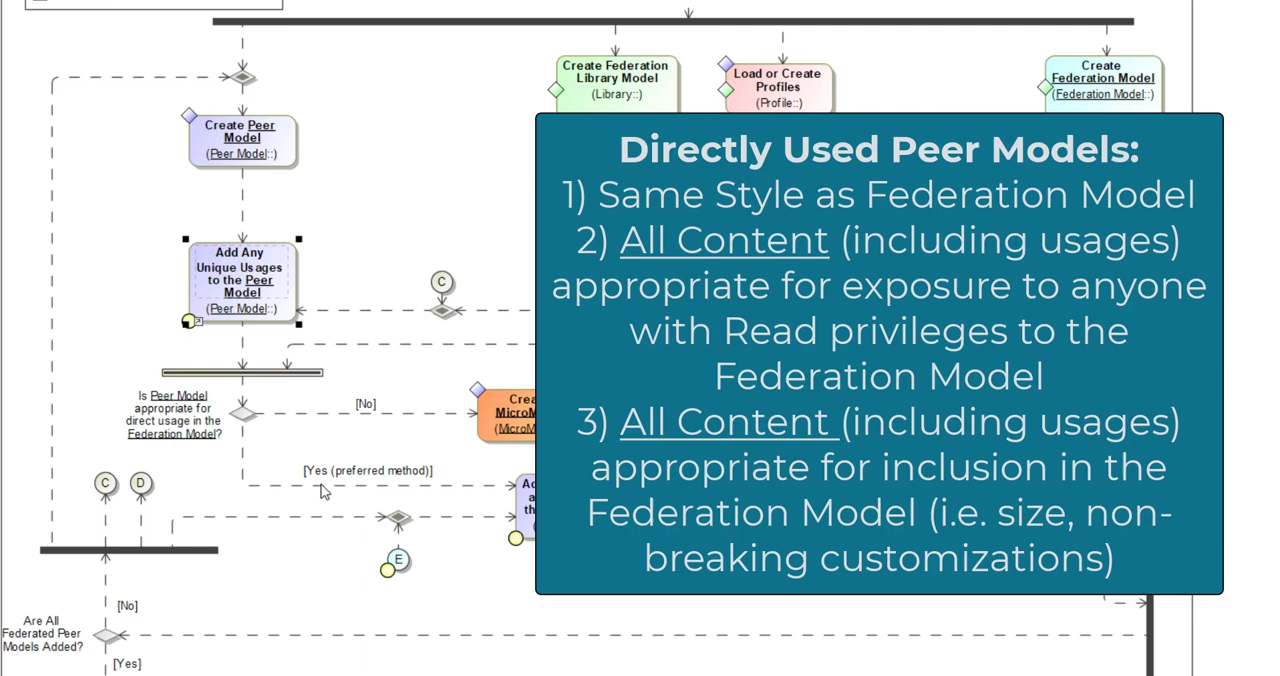 Create Federation
Library Model
(Library::)
Load or Create
Profiles
(Profile::)
Create
Federation Model
(Federation Model::)
Create Peer
Model
(Peer Model::)
Directly Used Peer Models:
1) Same Style as Federation Model
2) All Content (including usages)
appropriate for exposure to anyone
with Read privileges to the
Federation Model
3) All Content (including usages)
appropriate for inclusion in the
Federation Model (i.e. size, non-
breaking customizations)
Add Any
Unique Usages
to the Peer
Model
(Peer Model::)
C
Is Peer Model
appropriate for
direct usage in the
Federation Model?
[No]
[Yes (preferred method)]
C
D
E
[No]
Are All
Federated Peer
Models Added?
[Yes]